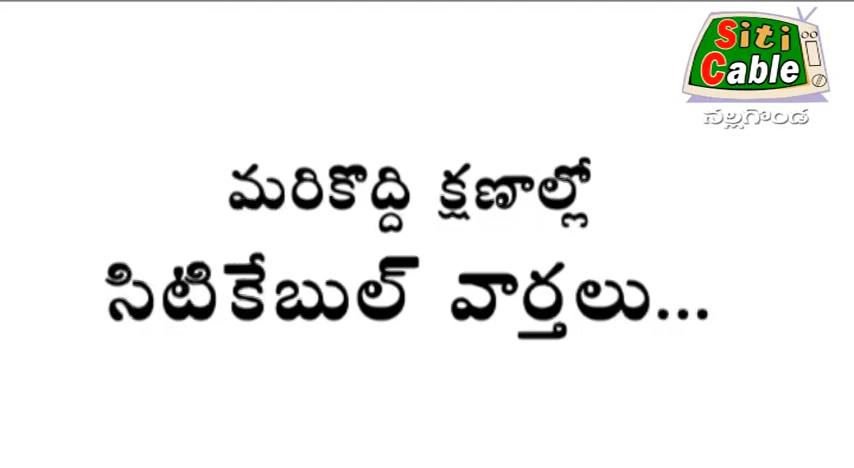 Siti
Cable
నల్లగొండ
మరికొద్ది క్షణాల్లో
సిటికేబుల్ వార్తలు...